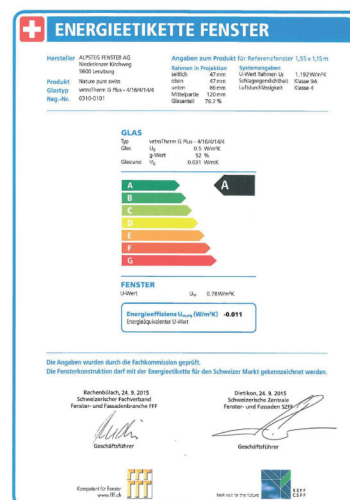 ENERGIEETIKETTE FENSTER
Hersteller ALPSTEG FENSTER AG
Niederlenzer Kirchweg
5600 Lenzburg
Produkt Nature pure swiss
Glastyp vetroTherm G Plus - 4/16/4/14/4
Reg.-Nr. 0310-0101
Angaben zum Produkt für Referenzfenster 1,55 x 1,15 m
Rahmen in Projektion
seitlich 47 mm
oben 47 mm
unten 86 mm
Mittelpartie 120 mm
Glasanteil 76.2 %
Systemangaben
U-Wert Rahmen Uf 1.192 W/m²K
Schlagregendichtheit Klasse 9A
Luftdurchlässigkeit Klasse 4
GLAS
Typ vetroTherm G Plus - 4/16/4/14/4
Glas Ug 0.5 W/m²K
g-Wert 52 %
Glasrand Ψg 0.031 W/mK
A
A
B
C
D
E
F
G
FENSTER
U-Wert Uw 0.78 W/m²K
Energieeffizienz Uw,eq (W/m²K) -0.011
Energieäquivalenter U-Wert
Die Angaben wurden durch die Fachkommission geprüft.
Die Fensterkonstruktion darf mit der Energieetikette für den Schweizer Markt gekennzeichnet werden.
Bachenbülach, 24. 9. 2015
Schweizerischer Fachverband
Fenster- und Fassadenbranche FFF
Geschäftsführer
Dietikon, 24. 9. 2015
Schweizerische Zentrale
Fenster- und Fassaden SZFF
Geschäftsführer
Kompetent für Fenster
www.fff.ch
look out to the future
SZFF
CSFF